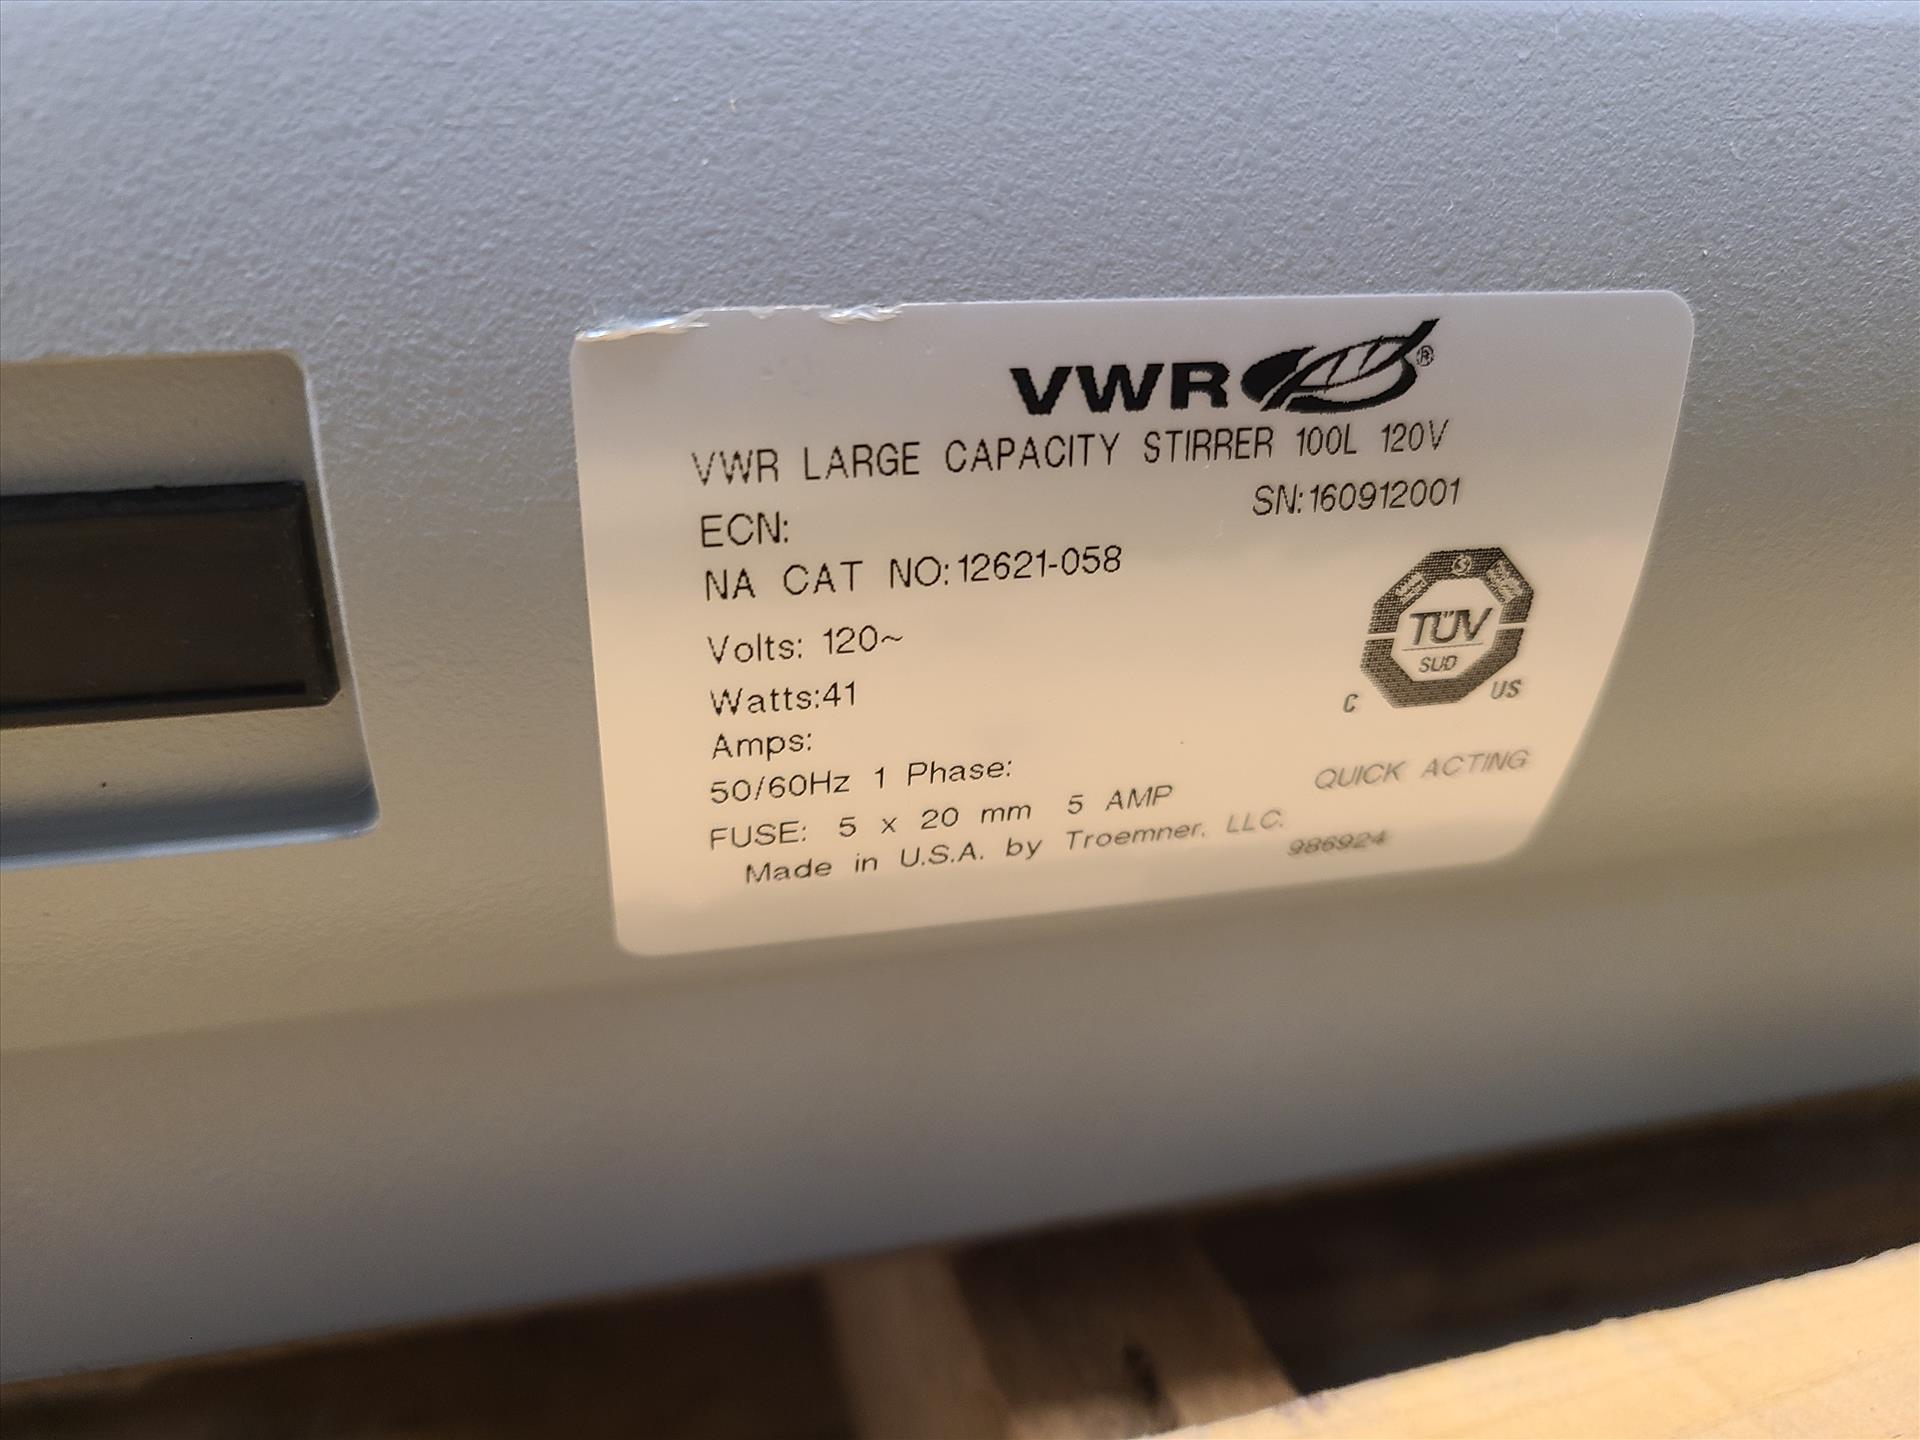 VWR®
VWR LARGE CAPACITY STIRRER 100L 120V
SN:160912001
ECN:
NA CAT NO:12621-058
Volts: 120~
Watts:41
Amps:
50/60Hz 1 Phase:
FUSE: 5 x 20 mm 5 AMP QUICK ACTING
Made in U.S.A. by Troemner, LLC. 986924
TÜV
SUD
C US